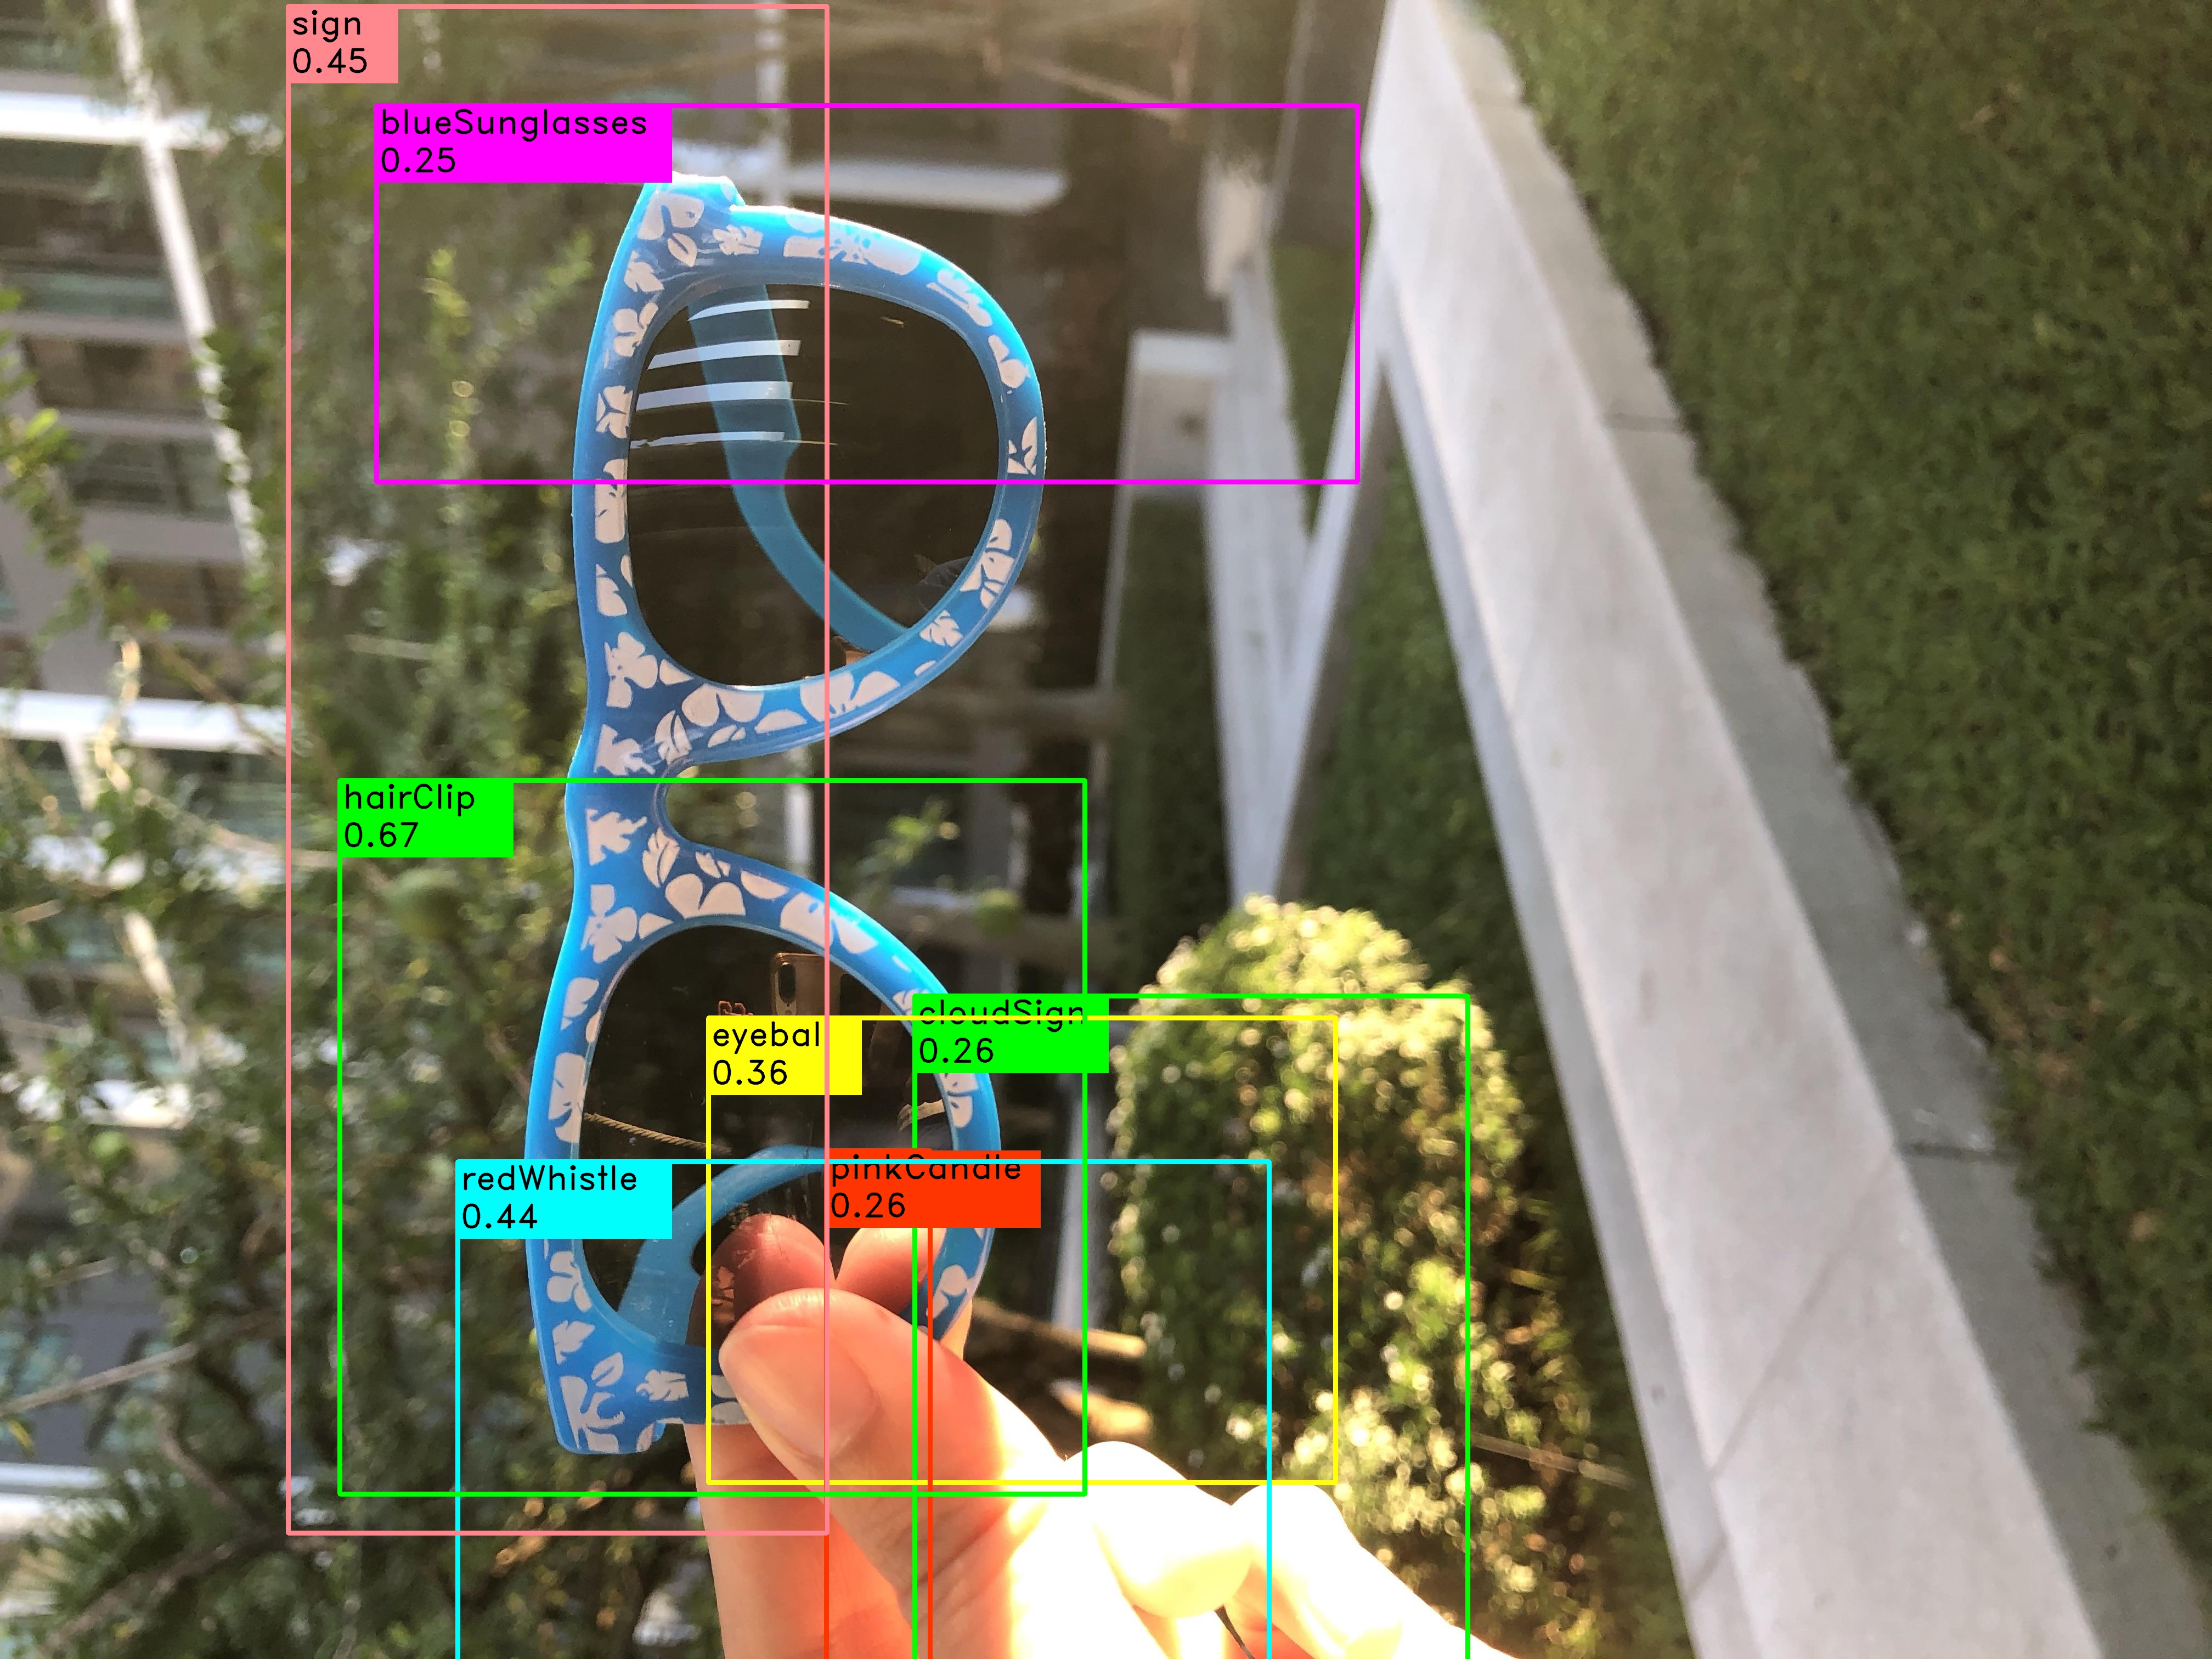 sign
0.45
blueSunglasses
0.25
hairClip
0.67
cloudSign
0.26
eyebal
0.36
pinkCandle
0.26
redWhistle
0.44